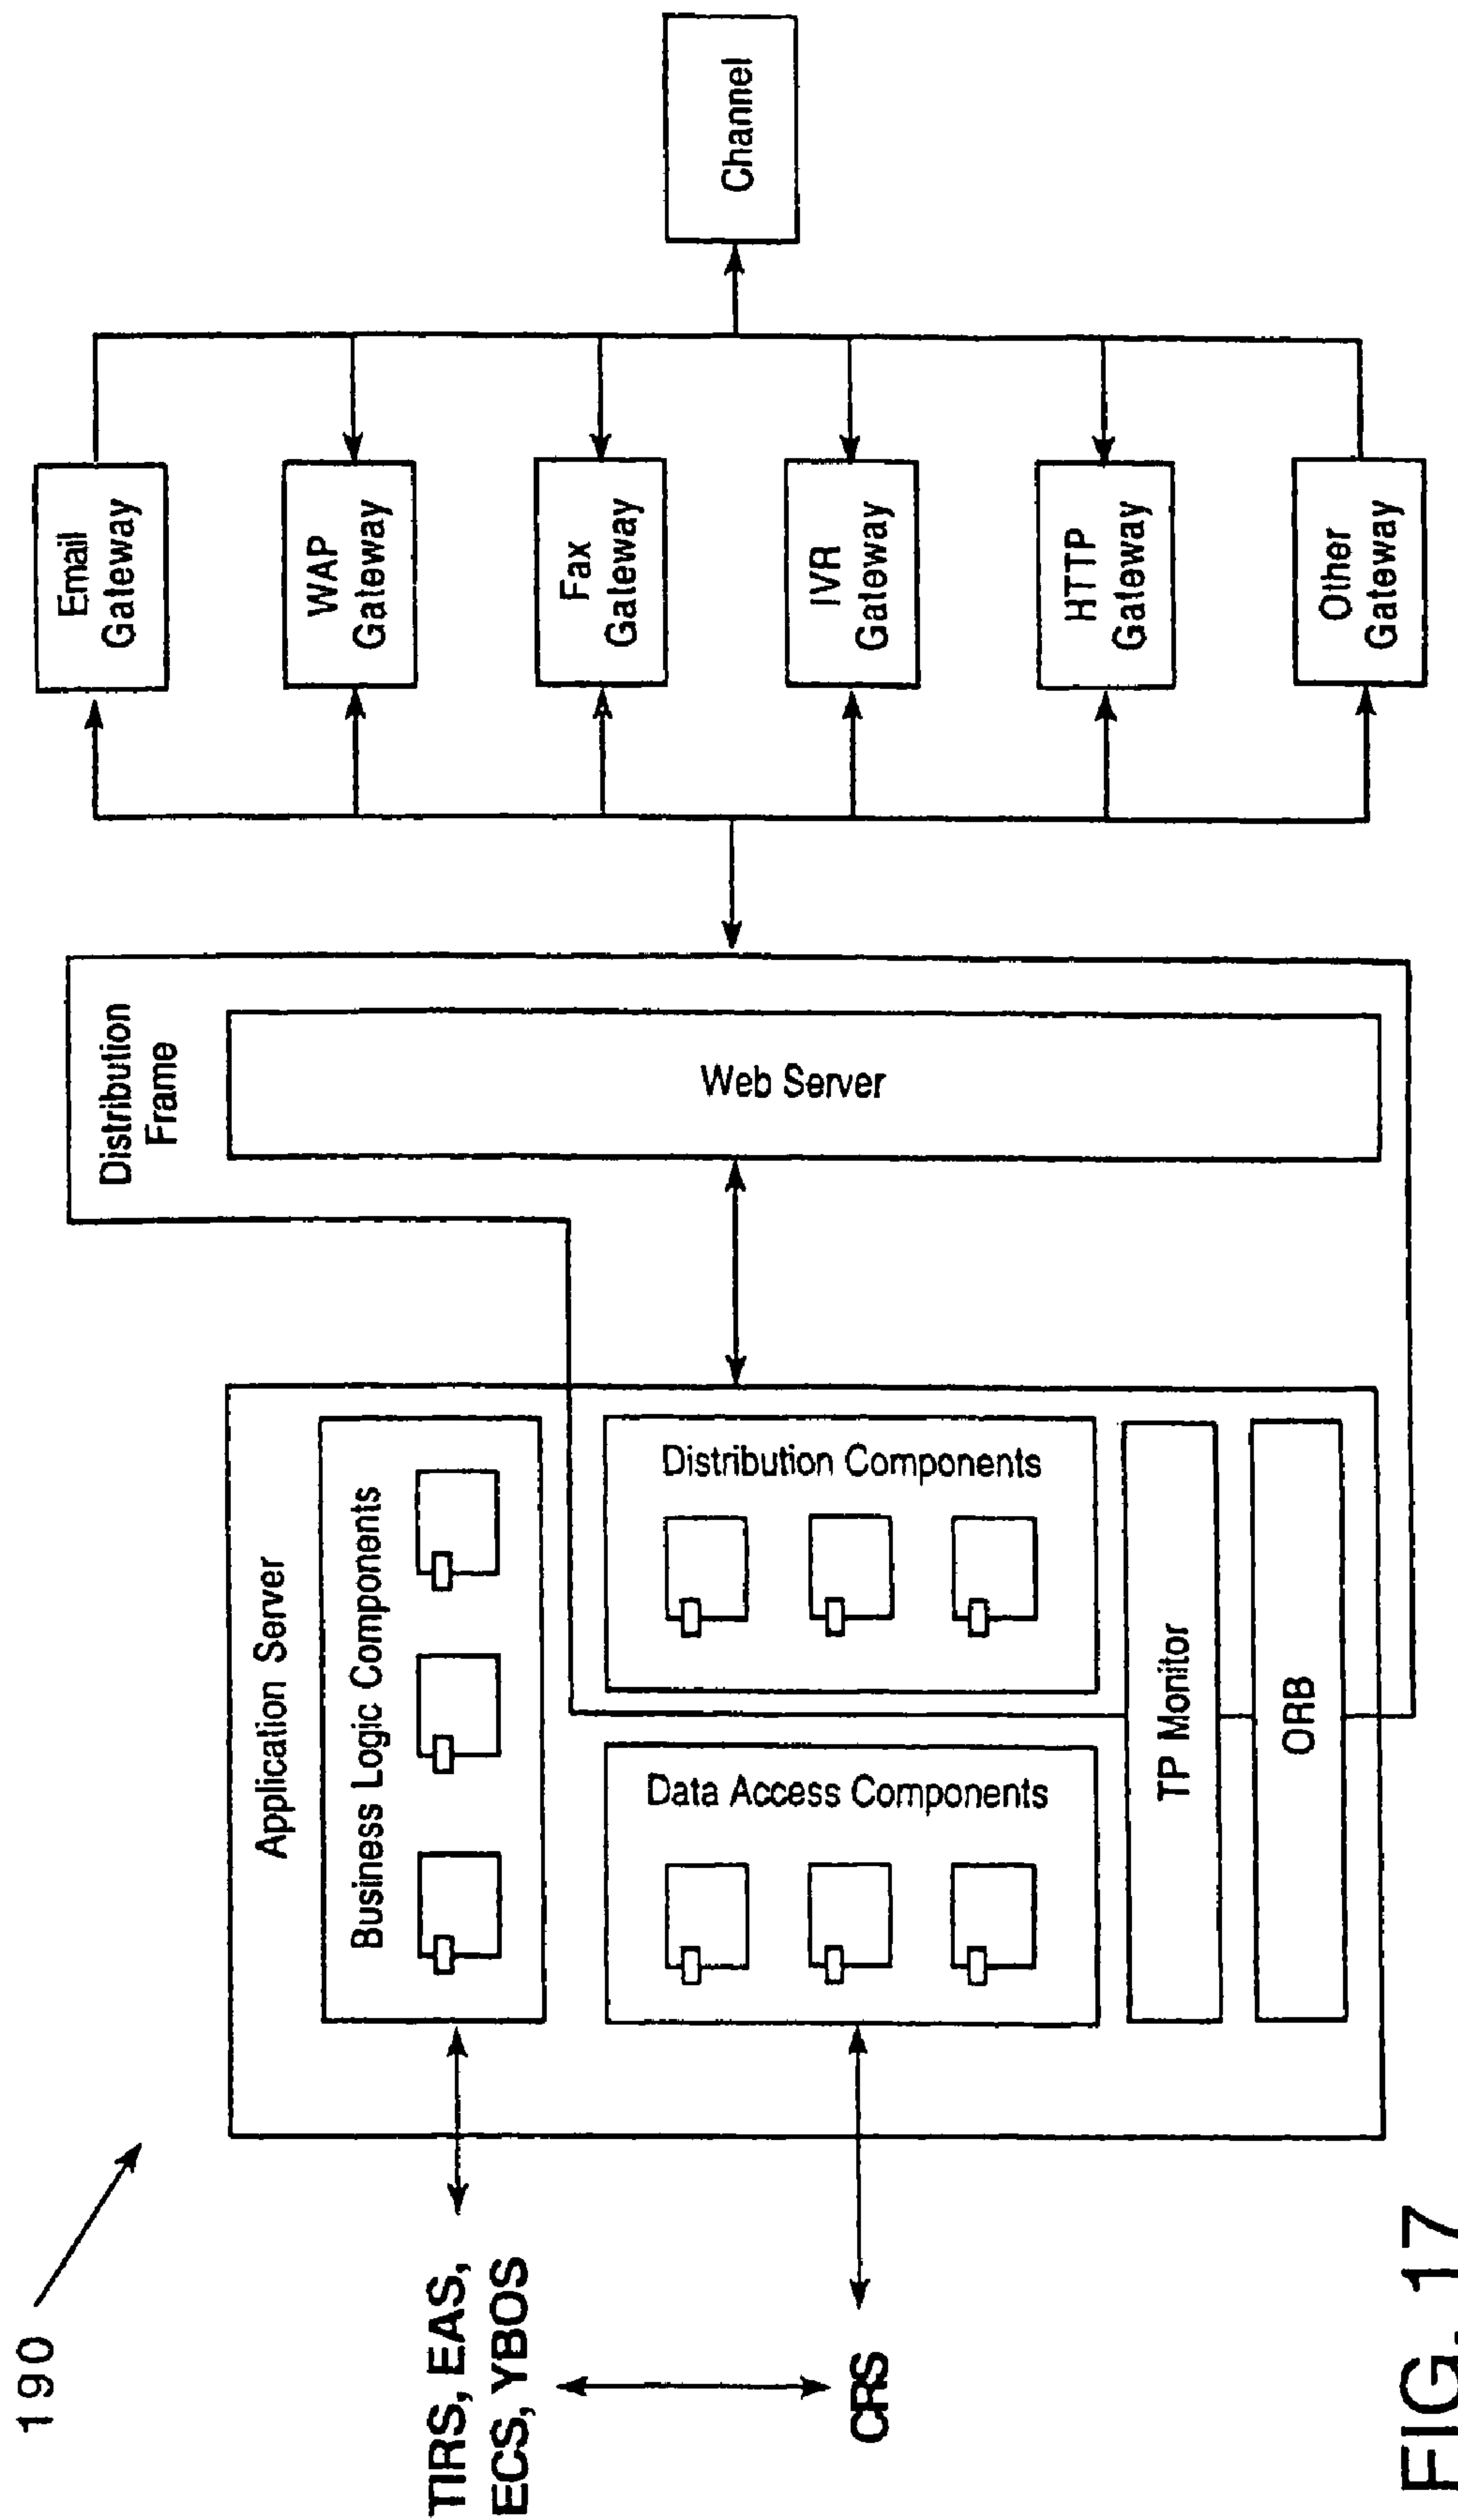 190
TIRS, EAS,
ECS, YBOS
CRS
Application Server
Business Logic Components
Data Access Components
Distribution Components
TP Monitor
ORB
Distribution
Frame
Web Server
Email
Gateway
WAP
Gateway
Fax
Gateway
IVR
Gateway
HTTP
Gateway
Other
Gateway
Channel
FIG. 17